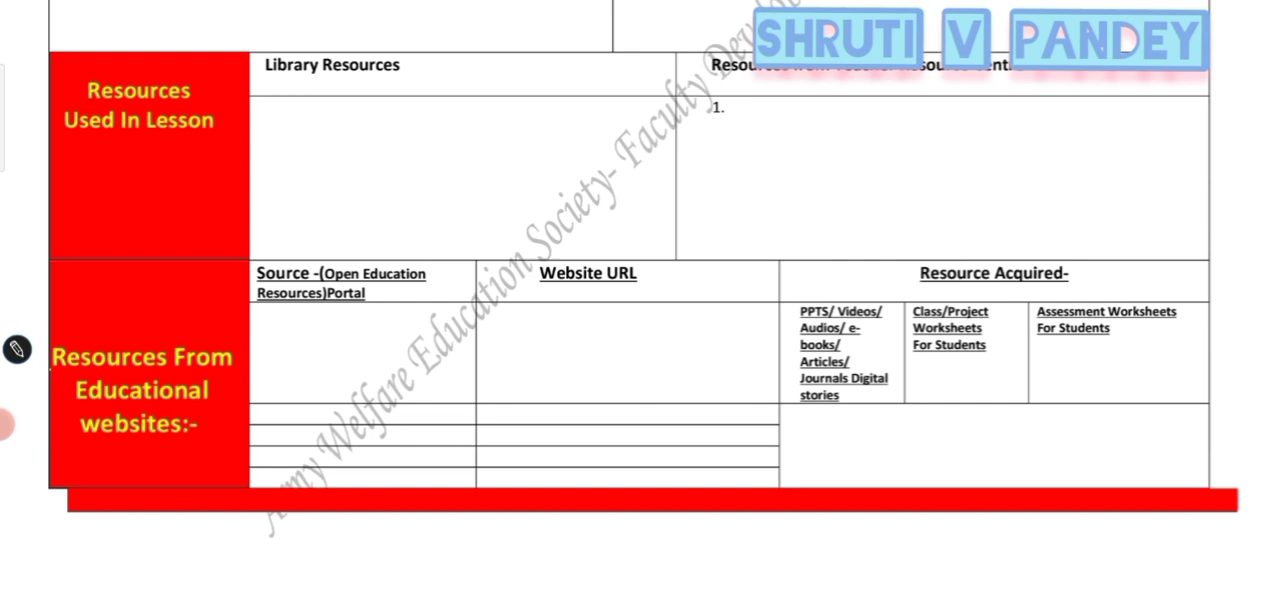 SHRUTI V PANDEY
Resources
Used In Lesson
Library Resources
1.
Resources From
Educational
websites:-
Source -(Open Education
Resources)Portal
Website URL
Resource Acquired-
PPTS/ Videos/
Audios/ e-
books/
Articles/
Journals Digital
stories
Class/Project
Worksheets
For Students
Assessment Worksheets
For Students
Army Welfare Education Society- Faculty